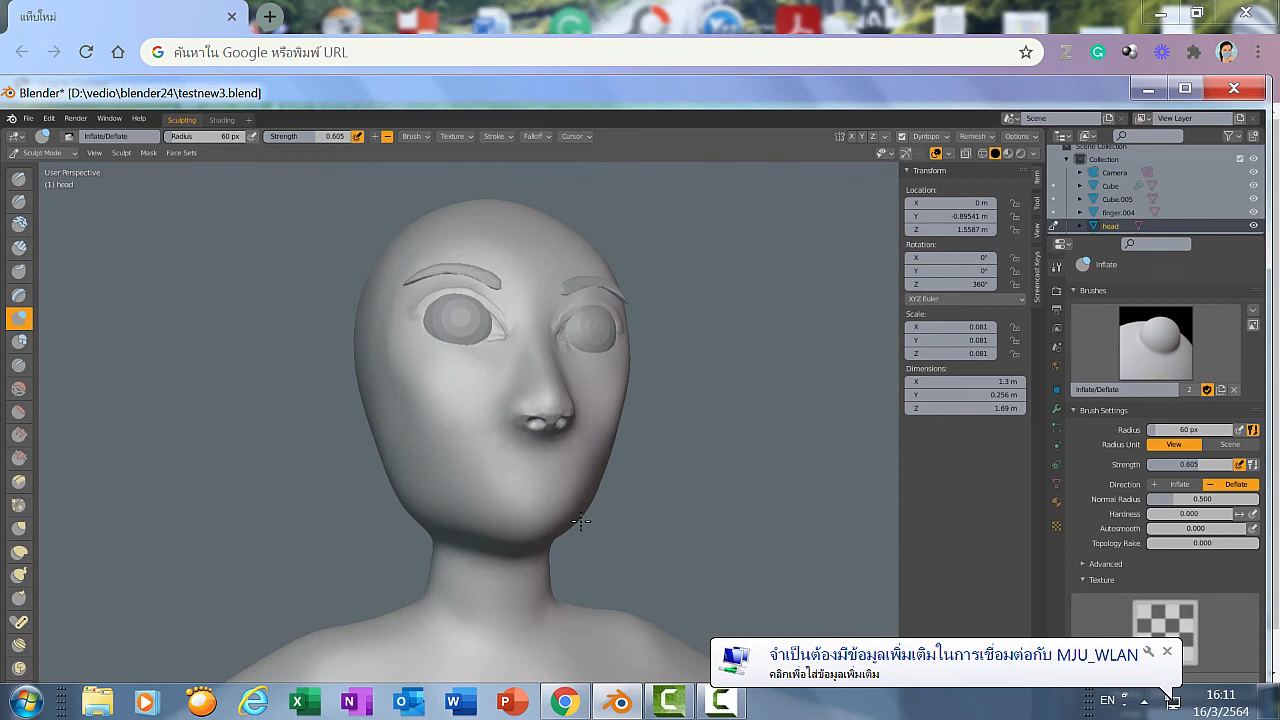 แท็บใหม่
ค้นหาใน Google หรือพิมพ์ URL
Blender* [D:\vedio\blender24\testnew3.blend]
File Edit Render Window Help Sculpting Shading + Scene View Layer
Inflate/Deflate Radius 60 px Strength 0.605 Brush Texture Stroke Falloff Cursor X Y Z Dyntopo Remesh Options
Sculpt Mode View Sculpt Mask Face Sets
User Perspective
(1) head
Transform
Location:
X 0 m
Y -0.89541 m
Z 1.5587 m
Rotation:
X 0°
Y 0°
Z 360°
XYZ Euler
Scale:
X 0.081
Y 0.081
Z 0.081
Dimensions:
X 1.3 m
Y 0.256 m
Z 1.69 m
Item
Tool
View
Screencast Keys
Scene Collection
Collection
Camera
Cube
Cube.005
finger.004
head
Inflate
Brushes
Inflate/Deflate 2
Brush Settings
Radius 60 px
Radius Unit View Scene
Strength 0.605
Direction + Inflate − Deflate
Normal Radius 0.500
Hardness 0.000
Autosmooth 0.000
Topology Rake 0.000
Advanced
Texture
จำเป็นต้องมีข้อมูลเพิ่มเติมในการเชื่อมต่อกับ MJU_WLAN
คลิกเพื่อใส่ข้อมูลเพิ่มเติม
EN
16:11
16/3/2564